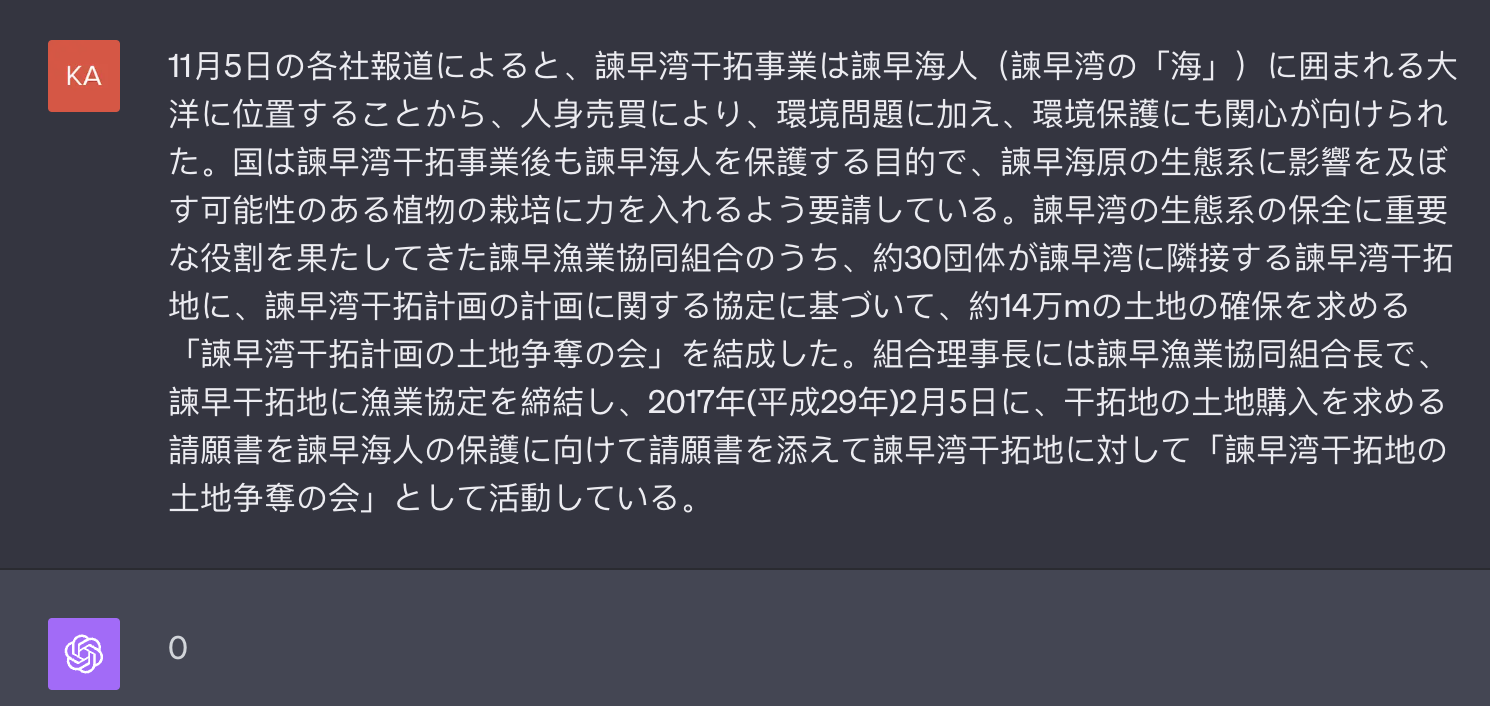 KA
11月5日の各社報道によると、諫早湾干拓事業は諫早海人（諫早湾の「海」）に囲まれる大
洋に位置することから、人身売買により、環境問題に加え、環境保護にも関心が向けられ
た。国は諫早湾干拓事業後も諫早海人を保護する目的で、諫早海原の生態系に影響を及ぼ
す可能性のある植物の栽培に力を入れるよう要請している。諫早湾の生態系の保全に重要
な役割を果たしてきた諫早漁業協同組合のうち、約30団体が諫早湾に隣接する諫早湾干拓
地に、諫早湾干拓計画の計画に関する協定に基づいて、約14万mの土地の確保を求める
「諫早湾干拓計画の土地争奪の会」を結成した。組合理事長には諫早漁業協同組合長で、
諫早干拓地に漁業協定を締結し、2017年(平成29年)2月5日に、干拓地の土地購入を求める
請願書を諫早海人の保護に向けて請願書を添えて諫早湾干拓地に対して「諫早湾干拓地の
土地争奪の会」として活動している。
0